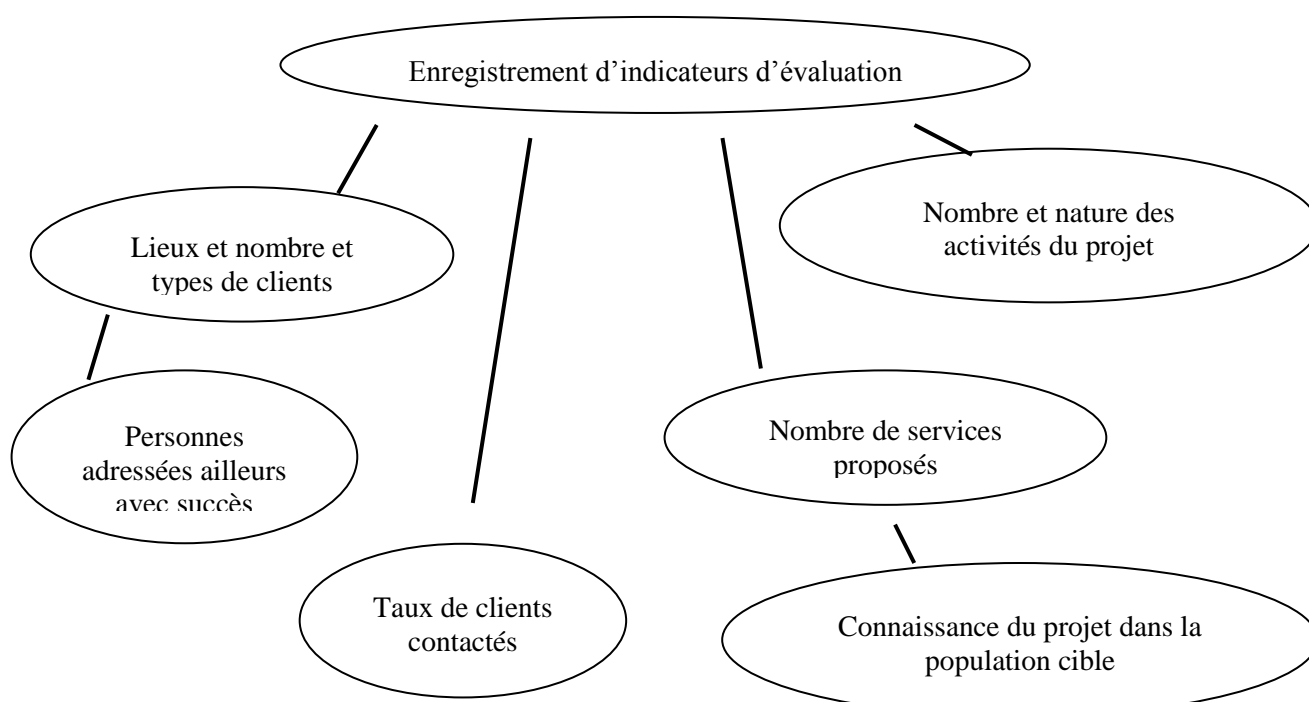 Enregistrement d’indicateurs d’évaluation
Nombre et nature des
activités du projet
Lieux et nombre et
types de clients
Personnes
adressées ailleurs
avec succès
Nombre de services
proposés
Taux de clients
contactés
Connaissance du projet dans la
population cible